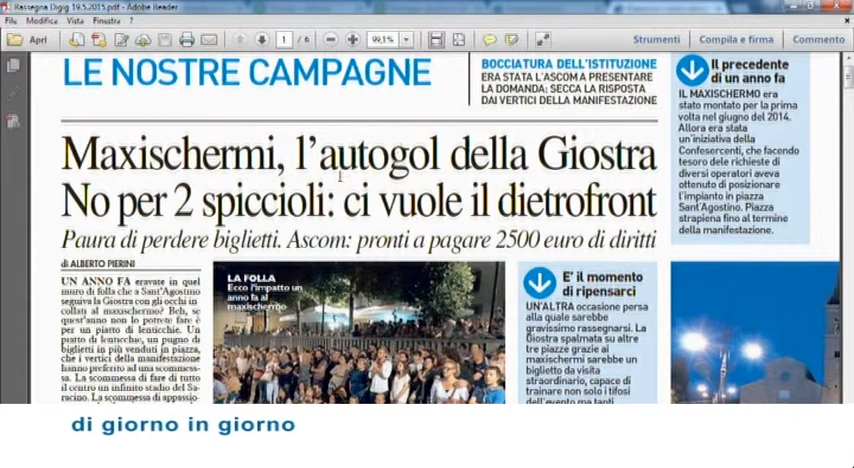 Rassegna Digig 19.5.2015.pdf - Adobe Reader
File Modifica Vista Finestra ?
Apri 1 / 6 99,1% Strumenti Compila e firma Commento
LE NOSTRE CAMPAGNE
BOCCIATURA DELL'ISTITUZIONE
ERA STATA L'ASCOM A PRESENTARE
LA DOMANDA: SECCA LA RISPOSTA
DAI VERTICI DELLA MANIFESTAZIONE
Il precedente
di un anno fa
IL MAXISCHERMO era
stato montato per la prima
volta nel giugno del 2014.
Allora era stata
un'iniziativa della
Confesercenti, che facendo
tesoro delle richieste di
diversi operatori aveva
ottenuto di posizionare
l'impianto in piazza
Sant'Agostino. Piazza
strapiena fino al termine
della manifestazione.
Maxischermi, l'autogol della Giostra
No per 2 spiccioli: ci vuole il dietrofront
Paura di perdere biglietti. Ascom: pronti a pagare 2500 euro di diritti
di ALBERTO PIERINI
UN ANNO FA eravate in quel
muro di folla che a Sant'Agostino
seguiva la Giostra con gli occhi in
collati al maxischermo? Beh, se
quest'anno non lo potrete fare è
per un piatto di lenticchie. Un
piatto di lenticchie, un pugno di
biglietti in più venduti in piazza,
che i vertici della manifestazione
hanno preferito ad una scommes-
sa. La scommessa di fare di tutto
il centro un infinito stadio del Sa-
racino. La scommessa di appassio-
LA FOLLA
Ecco l'impatto un
anno fa al
maxischermo
E' il momento
di ripensarci
UN'ALTRA occasione persa
alla quale sarebbe
gravissimo rassegnarsi. La
Giostra spalmata su altre
tre piazze grazie ai
maxischermi sarebbe un
biglietto da visita
straordinario, capace di
trainare non solo i tifosi
dell'evento ma tanti
di giorno in giorno